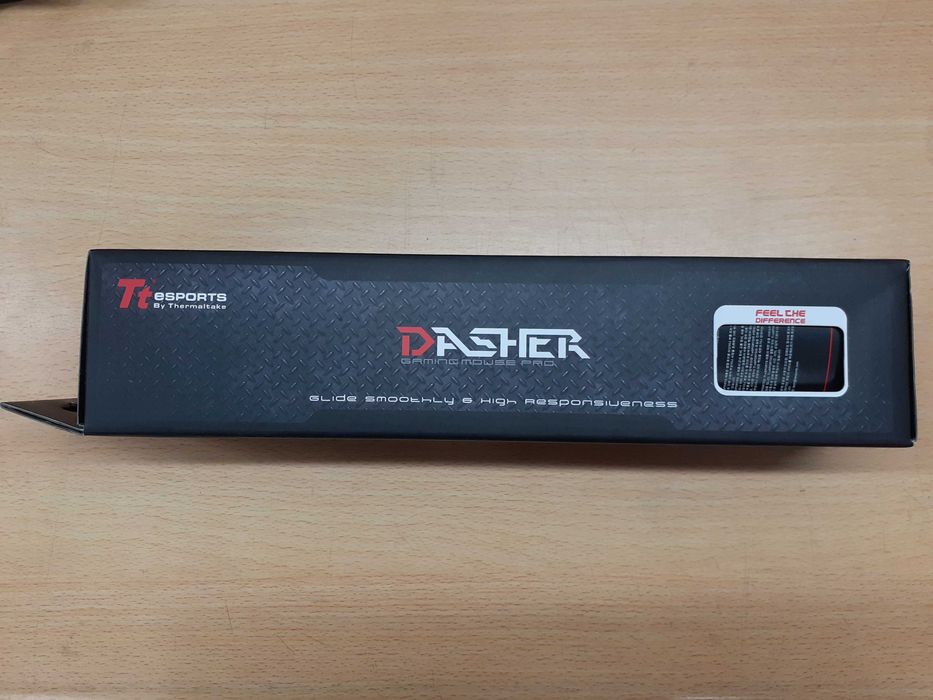 Tt eSPORTS
By Thermaltake
DASHER
GAMING MOUSE PAD
Glide Smoothly & High Responsiveness
FEEL THE
DIFFERENCE